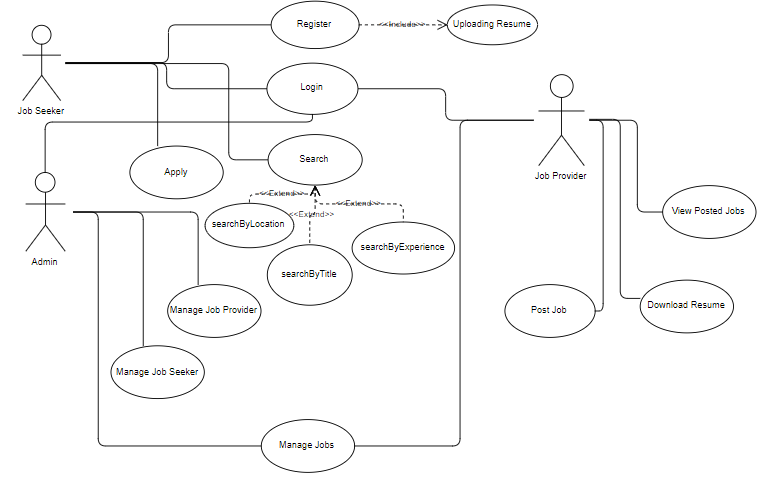 Register
<<Include>>
Uploading Resume
Login
Job Seeker
Search
Apply
Job Provider
<<Extend>>
<<Extend>>
<<Extend>>
searchByLocation
searchByExperience
searchByTitle
View Posted Jobs
Admin
Manage Job Provider
Post Job
Download Resume
Manage Job Seeker
Manage Jobs